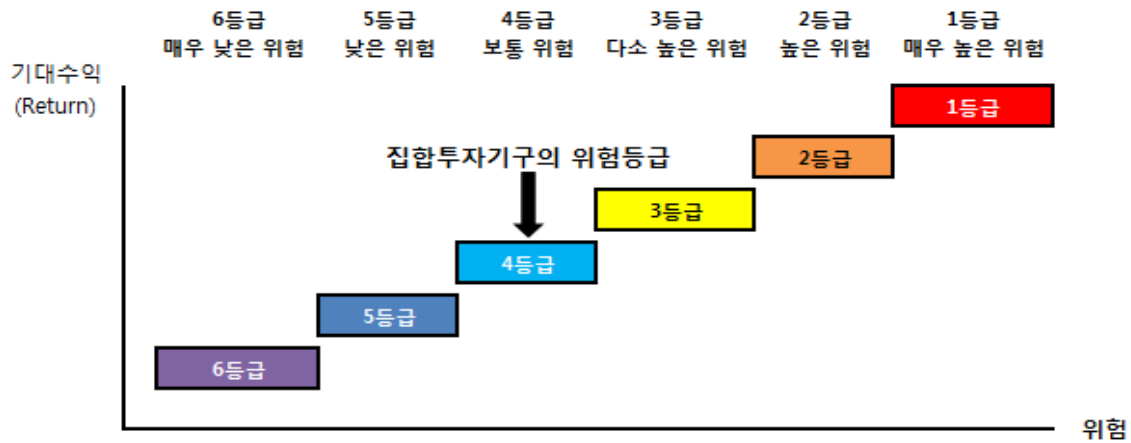 6등급 5등급 4등급 3등급 2등급 1등급
매우 낮은 위험 낮은 위험 보통 위험 다소 높은 위험 높은 위험 매우 높은 위험
기대수익
(Return)
1등급
집합투자기구의 위험등급
2등급
3등급
4등급
5등급
6등급
위험